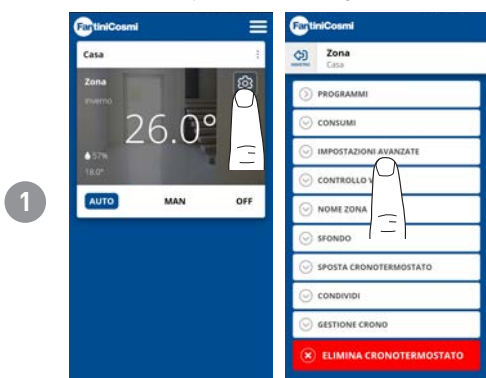 FantiniCosmi
Casa
Zona
Inverno
26.0°
57%
18.0°
AUTO MAN OFF
1
FantiniCosmi
Zona
Casa
PROGRAMMI
CONSUMI
IMPOSTAZIONI AVANZATE
CONTROLLO V
NOME ZONA
SFONDO
SPOSTA CRONOTERMOSTATO
CONDIVIDI
GESTIONE CRONO
ELIMINA CRONOTERMOSTATO